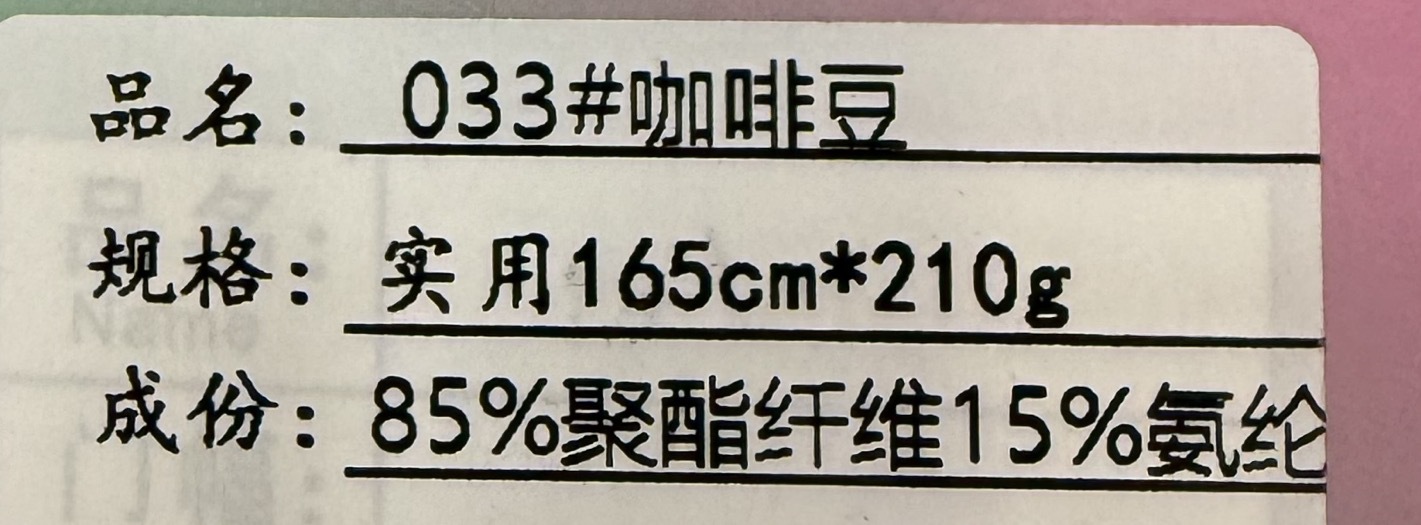 品名: 033#咖啡豆
规格: 实用165cm*210g
成份: 85%聚酯纤维15%氨纶